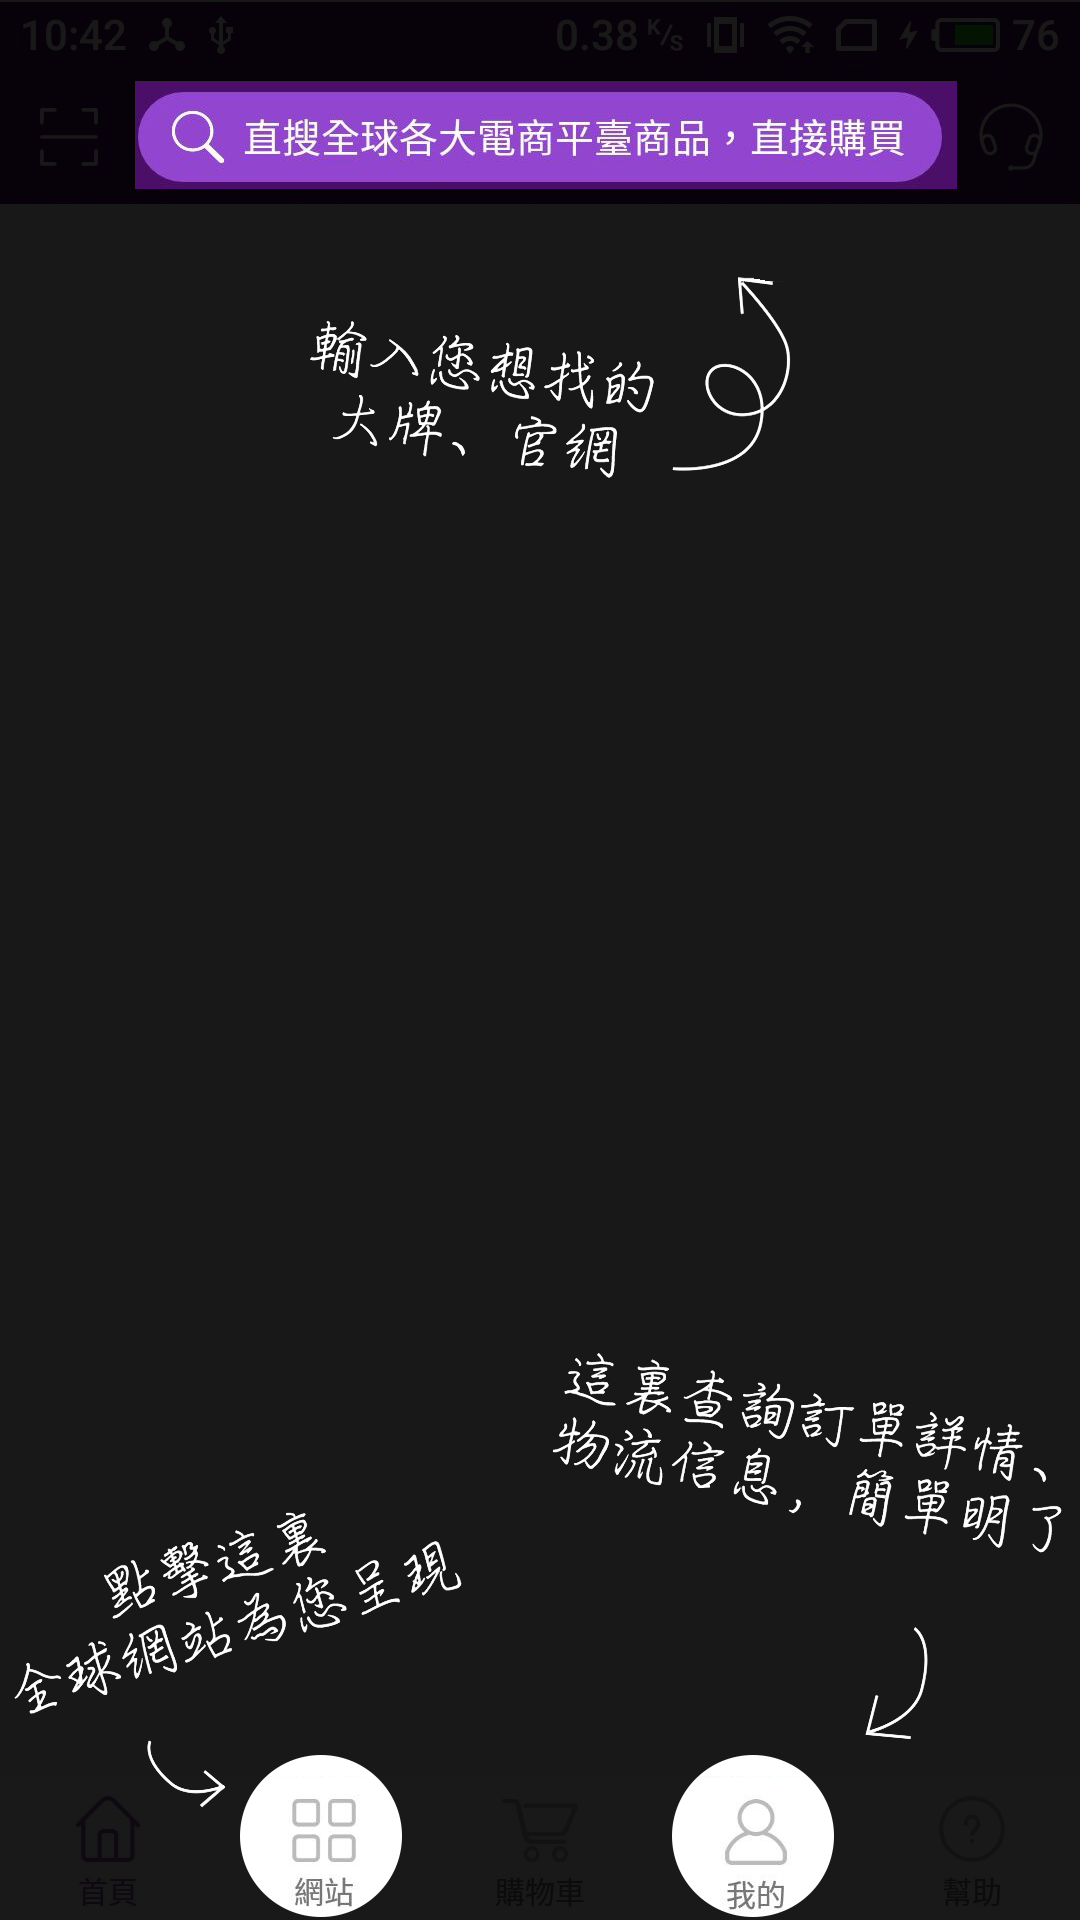 10:42 0.38 K/s 76
直搜全球各大電商平臺商品，直接購買
輸入您想找的
大牌、官網
這裏查詢訂單詳情、
物流信息，簡單明了
點擊這裏
全球網站為您呈現
首頁 網站 購物車 我的 幫助